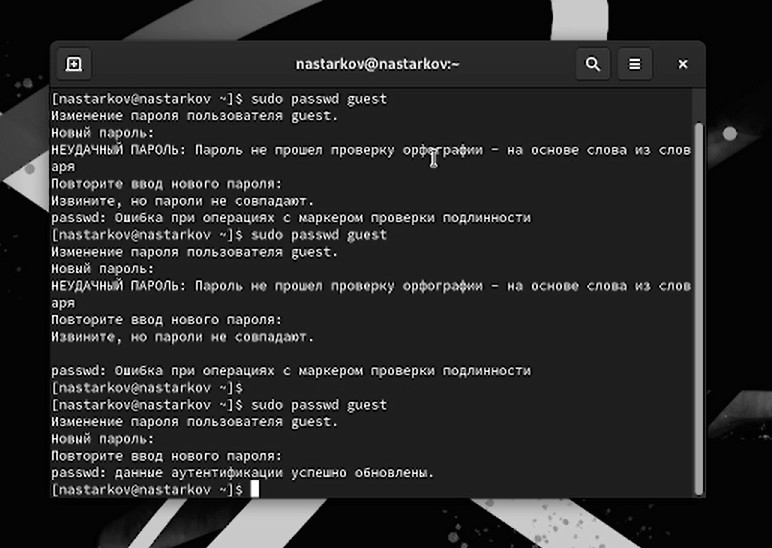 nastarkov@nastarkov:~
[nastarkov@nastarkov ~]$ sudo passwd guest
Изменение пароля пользователя guest.
Новый пароль:
НЕУДАЧНЫЙ ПАРОЛЬ: Пароль не прошел проверку орфографии - на основе слова из слов
аря
Повторите ввод нового пароля:
Извините, но пароли не совпадают.
passwd: Ошибка при операциях с маркером проверки подлинности
[nastarkov@nastarkov ~]$ sudo passwd guest
Изменение пароля пользователя guest.
Новый пароль:
НЕУДАЧНЫЙ ПАРОЛЬ: Пароль не прошел проверку орфографии - на основе слова из слов
аря
Повторите ввод нового пароля:
Извините, но пароли не совпадают.
passwd: Ошибка при операциях с маркером проверки подлинности
[nastarkov@nastarkov ~]$
[nastarkov@nastarkov ~]$ sudo passwd guest
Изменение пароля пользователя guest.
Новый пароль:
Повторите ввод нового пароля:
passwd: данные аутентификации успешно обновлены.
[nastarkov@nastarkov ~]$